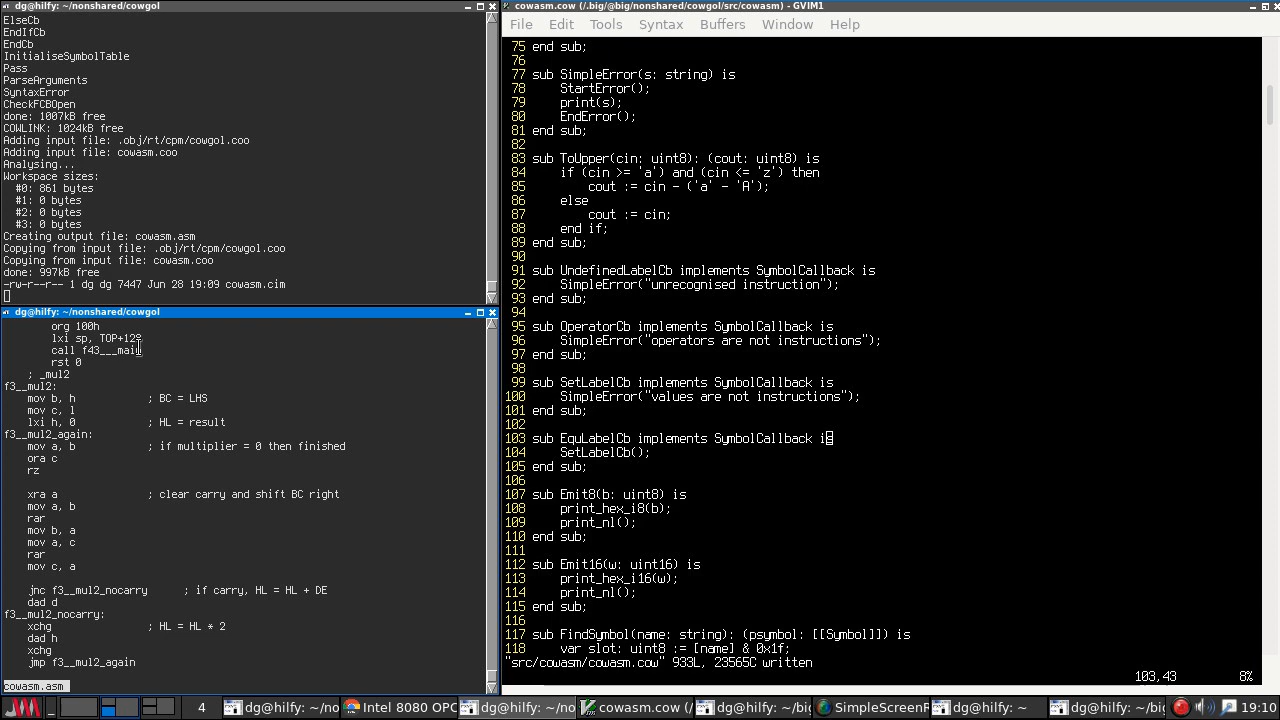 dg@hilfy: ~/nonshared/cowgol
ElseCb
EndIfCb
EndCb
InitialiseSymbolTable
Pass
ParseArguments
SyntaxError
CheckFCBOpen
done: 1007kB free
COWLINK: 1024kB free
Adding input file: .obj/rt/cpm/cowgol.coo
Adding input file: cowasm.coo
Analysing...
Workspace sizes:
  #0: 861 bytes
  #1: 0 bytes
  #2: 0 bytes
  #3: 0 bytes
Creating output file: cowasm.asm
Copying from input file: .obj/rt/cpm/cowgol.coo
Copying from input file: cowasm.coo
done: 997kB free
-rw-r--r-- 1 dg dg 7447 Jun 28 19:09 cowasm.cim
dg@hilfy: ~/nonshared/cowgol
        org 100h
        lxi sp, TOP+128
        call f43___main
        rst 0
    ; _mul2
f3__mul2:
    mov b, h            ; BC = LHS
    mov c, l
    lxi h, 0            ; HL = result
f3__mul2_again:
    mov a, b            ; if multiplier = 0 then finished
    ora c
    rz
    xra a               ; clear carry and shift BC right
    mov a, b
    rar
    mov b, a
    mov a, c
    rar
    mov c, a
    jnc f3__mul2_nocarry      ; if carry, HL = HL + DE
    dad d
f3__mul2_nocarry:
    xchg                ; HL = HL * 2
    dad h
    xchg
    jmp f3__mul2_again
cowasm.asm
cowasm.cow (/.big/@big/nonshared/cowgol/src/cowasm) - GVIM1
File Edit Tools Syntax Buffers Window Help
75 end sub;
76
77 sub SimpleError(s: string) is
78     StartError();
79     print(s);
80     EndError();
81 end sub;
82
83 sub ToUpper(cin: uint8): (cout: uint8) is
84     if (cin >= 'a') and (cin <= 'z') then
85         cout := cin - ('a' - 'A');
86     else
87         cout := cin;
88     end if;
89 end sub;
90
91 sub UndefinedLabelCb implements SymbolCallback is
92     SimpleError("unrecognised instruction");
93 end sub;
94
95 sub OperatorCb implements SymbolCallback is
96     SimpleError("operators are not instructions");
97 end sub;
98
99 sub SetLabelCb implements SymbolCallback is
100     SimpleError("values are not instructions");
101 end sub;
102
103 sub EquLabelCb implements SymbolCallback is
104     SetLabelCb();
105 end sub;
106
107 sub Emit8(b: uint8) is
108     print_hex_i8(b);
109     print_nl();
110 end sub;
111
112 sub Emit16(w: uint16) is
113     print_hex_i16(w);
114     print_nl();
115 end sub;
116
117 sub FindSymbol(name: string): (psymbol: [[Symbol]]) is
118     var slot: uint8 := [name] & 0x1f;
"src/cowasm/cowasm.cow" 933L, 23565C written
103,43 8%
4 dg@hilfy: ~/no Intel 8080 OPC dg@hilfy: ~/no cowasm.cow (/ dg@hilfy: ~/big SimpleScreenR dg@hilfy: ~ dg@hilfy: ~/big 19:10